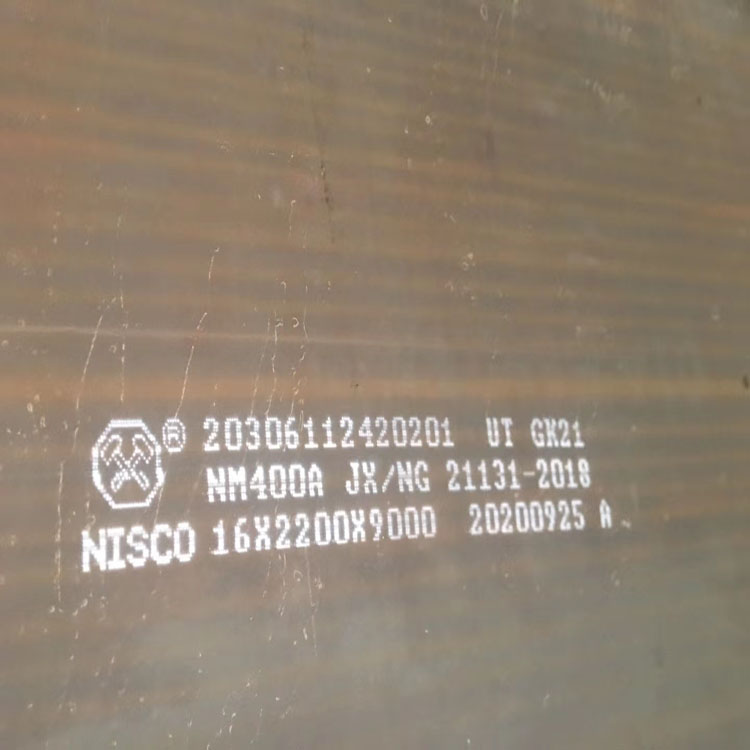 ® 20306112420201 UT GK21
NM400A JX/NG 21131-2018
NISCO 16X2200X9000 20200925 A